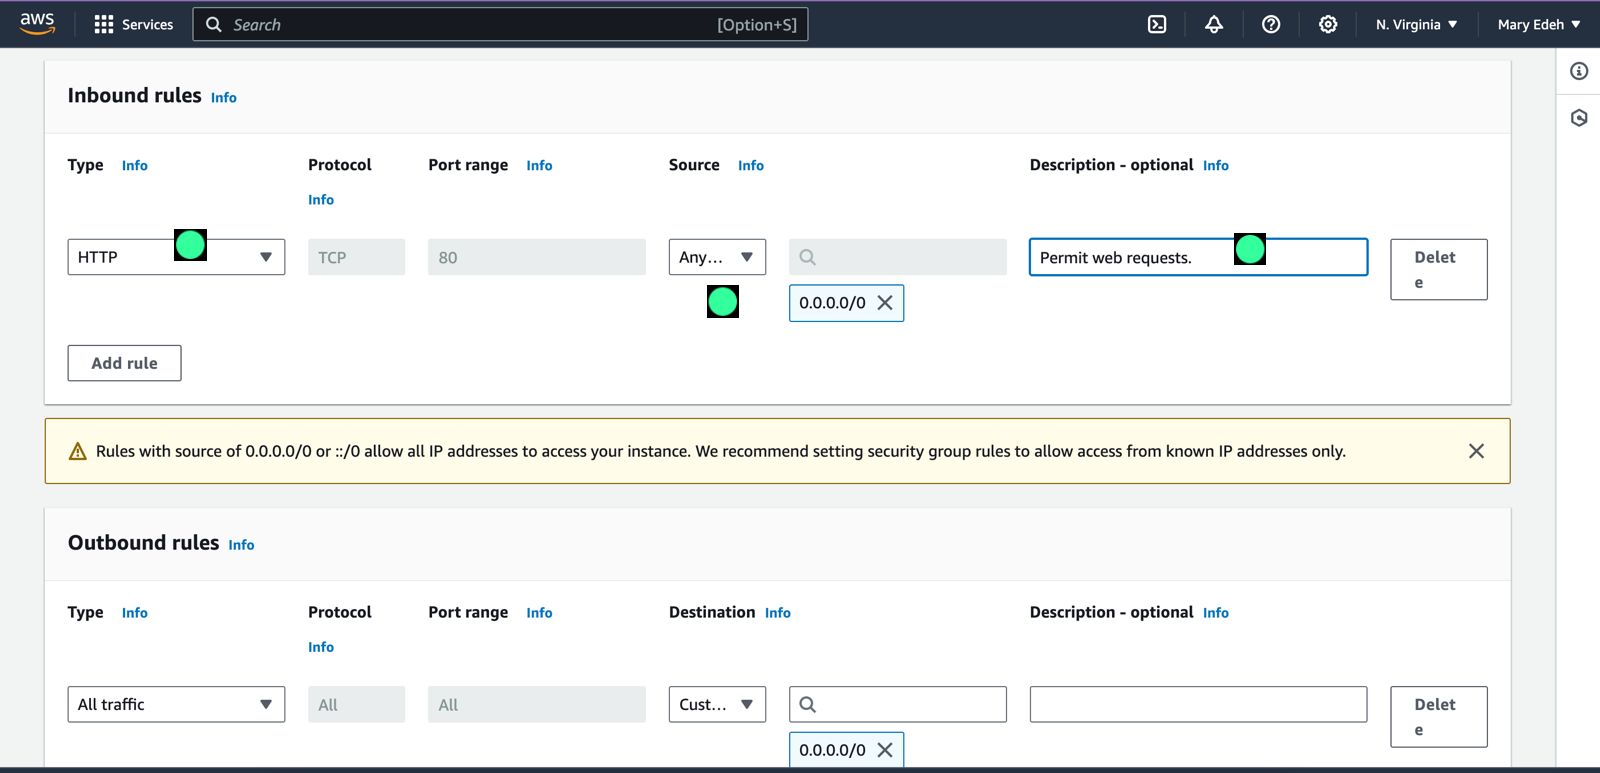 aws Services Search [Option+S] N. Virginia Mary Edeh
Inbound rules Info
Type Info Protocol Port range Info Source Info Description - optional Info
Info
HTTP TCP 80 Any... Permit web requests. Delet
e
0.0.0.0/0
Add rule
Rules with source of 0.0.0.0/0 or ::/0 allow all IP addresses to access your instance. We recommend setting security group rules to allow access from known IP addresses only.
Outbound rules Info
Type Info Protocol Port range Info Destination Info Description - optional Info
Info
All traffic All All Cust... Delet
e
0.0.0.0/0